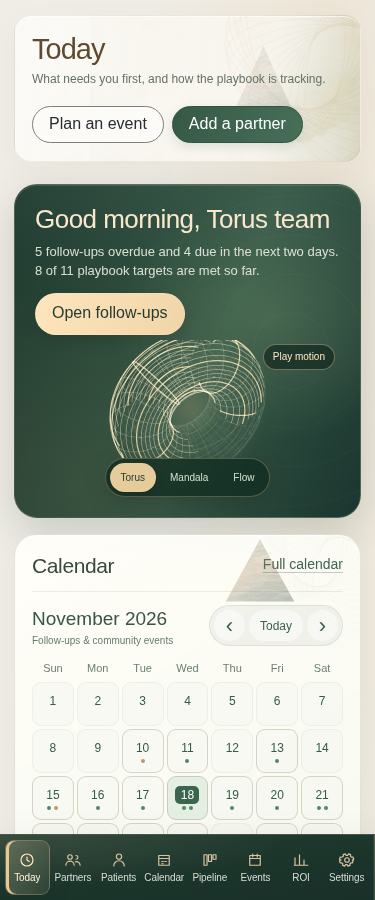 Today
What needs you first, and how the playbook is tracking.
Plan an event
Add a partner
Good morning, Torus team
5 follow-ups overdue and 4 due in the next two days.
8 of 11 playbook targets are met so far.
Open follow-ups
Play motion
Torus Mandala Flow
Calendar
Full calendar
November 2026
Follow-ups & community events
‹ Today ›
Sun Mon Tue Wed Thu Fri Sat
1 2 3 4 5 6 7
8 9 10 11 12 13 14
15 16 17 18 19 20 21
Today Partners Patients Calendar Pipeline Events ROI Settings